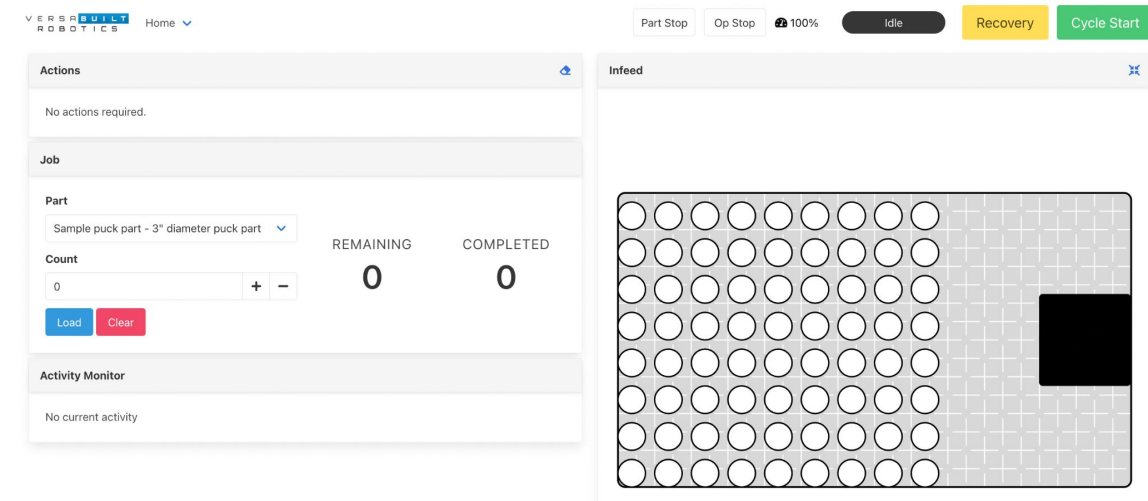 VERSABUILT
ROBOTICS
Home
Part Stop
Op Stop
100%
Idle
Recovery
Cycle Start
Actions
No actions required.
Job
Part
Sample puck part - 3" diameter puck part
Count
0
+ −
Load
Clear
REMAINING
0
COMPLETED
0
Activity Monitor
No current activity
Infeed